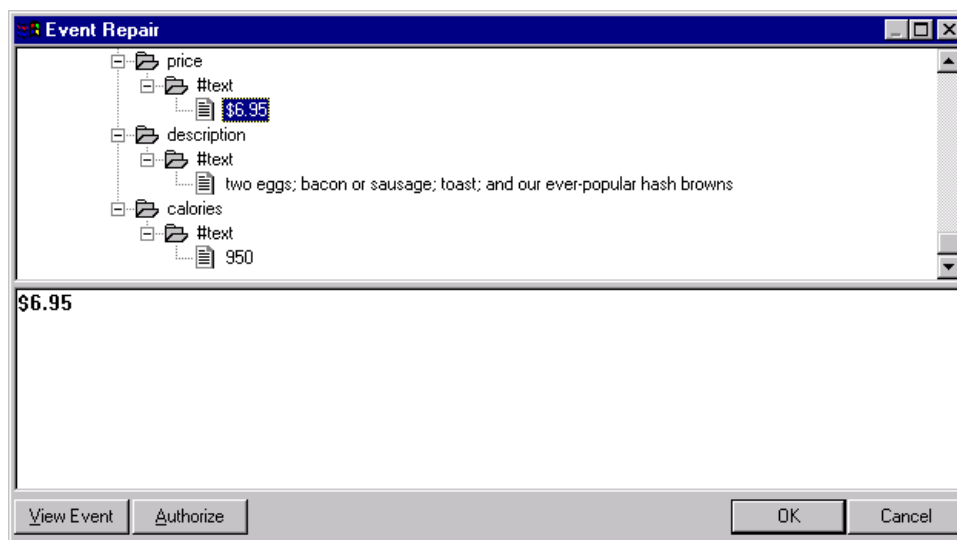 Event Repair
price
#text
$6.95
description
#text
two eggs; bacon or sausage; toast; and our ever-popular hash browns
calories
#text
950
$6.95
View Event Authorize OK Cancel